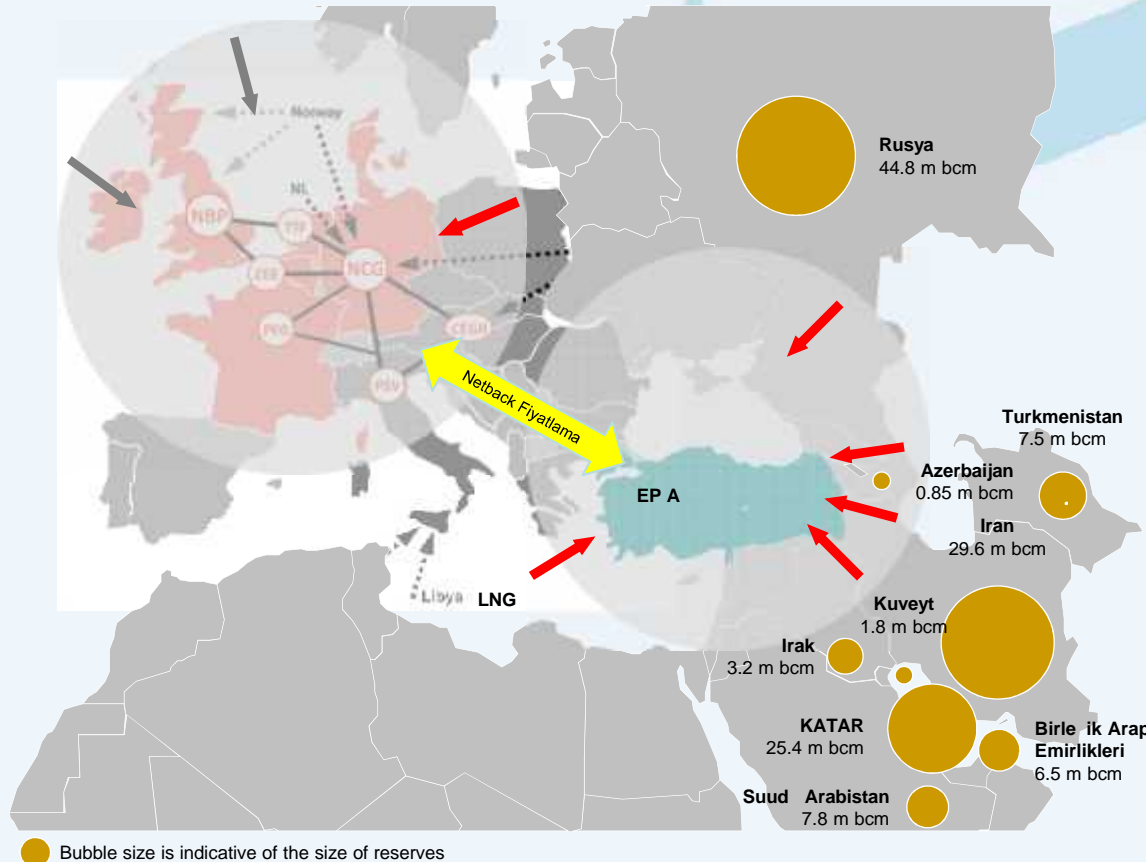 Norway
NL
NBP
TTF
ZEE
NCG
PEG
CEGH
PSV
Netback Fiyatlama
EP A
LNG
Libya
Rusya
44.8 m bcm
Turkmenistan
7.5 m bcm
Azerbaijan
0.85 m bcm
Iran
29.6 m bcm
Kuveyt
1.8 m bcm
Irak
3.2 m bcm
KATAR
25.4 m bcm
Birle ik Arap
Emirlikleri
6.5 m bcm
Suud Arabistan
7.8 m bcm
Bubble size is indicative of the size of reserves